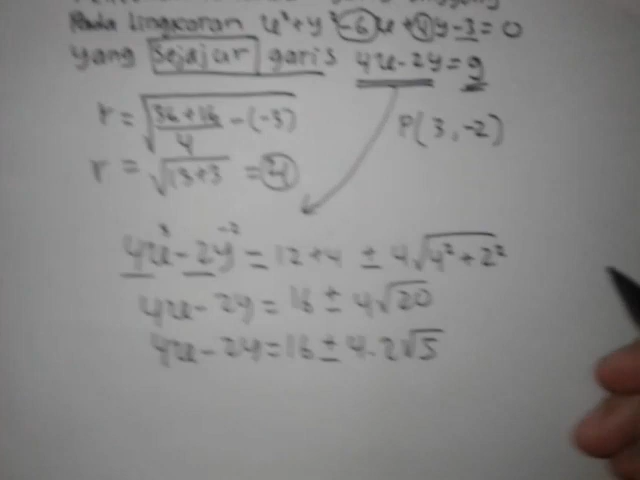 Pada lingkaran x²+y²-6x+4y-3=0
yang sejajar garis 4x-2y=9
r = √(36+16/4 -(-3))
P(3,-2)
r = √13+3 = 4
4x³-2y⁻² = 12+4 ± 4√4²+2²
4x-2y = 16 ± 4√20
4x-2y = 16 ± 4.2√5